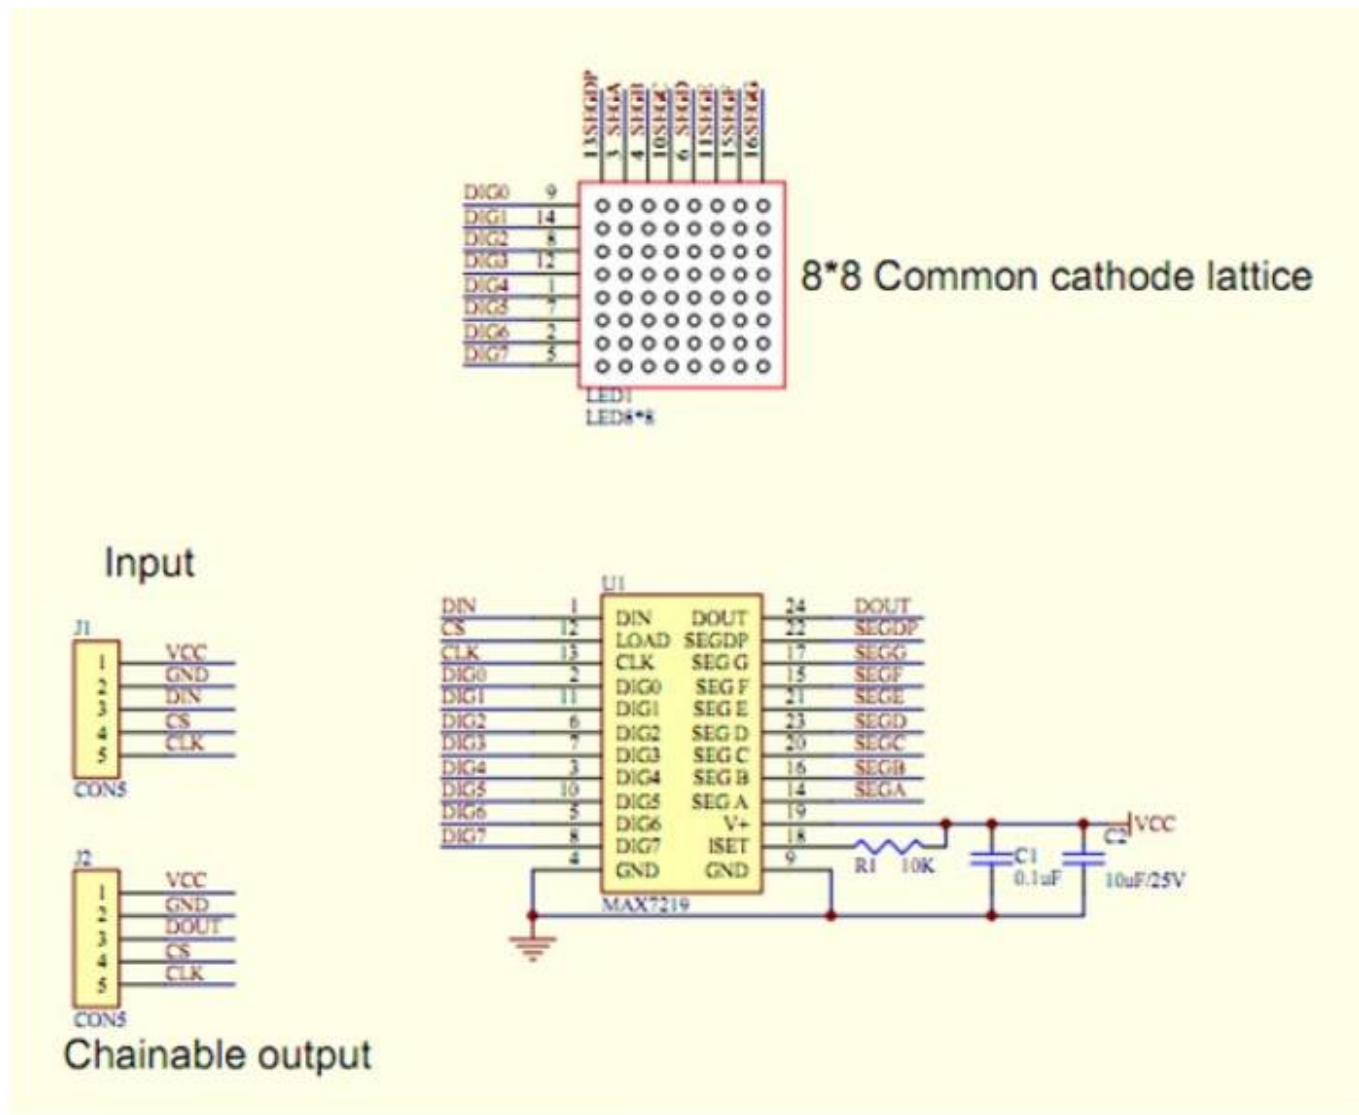 13SEGDP
3 SEGA
4 SEGB
10SEGC
6 SEGD
11SEGE
15SEGF
16SEGG
DIG0 9
DIG1 14
DIG2 8
DIG3 12
DIG4 1
DIG5 7
DIG6 2
DIG7 5
8*8 Common cathode lattice
LED1
LED8*8
Input
J1
1 VCC
2 GND
3 DIN
4 CS
5 CLK
CON5
J2
1 VCC
2 GND
3 DOUT
4 CS
5 CLK
CON5
Chainable output
U1
DIN 1 DIN DOUT 24 DOUT
CS 12 LOAD SEGDP 22 SEGDP
CLK 13 CLK SEG G 17 SEGG
DIG0 2 DIG0 SEG F 15 SEGF
DIG1 11 DIG1 SEG E 21 SEGE
DIG2 6 DIG2 SEG D 23 SEGD
DIG3 7 DIG3 SEG C 20 SEGC
DIG4 3 DIG4 SEG B 16 SEGB
DIG5 10 DIG5 SEG A 14 SEGA
DIG6 5 DIG6 V+ 19 VCC
DIG7 8 DIG7 ISET 18 R1 10K
4 GND GND 9
C1
0.1uF
C2
10uF/25V
MAX7219